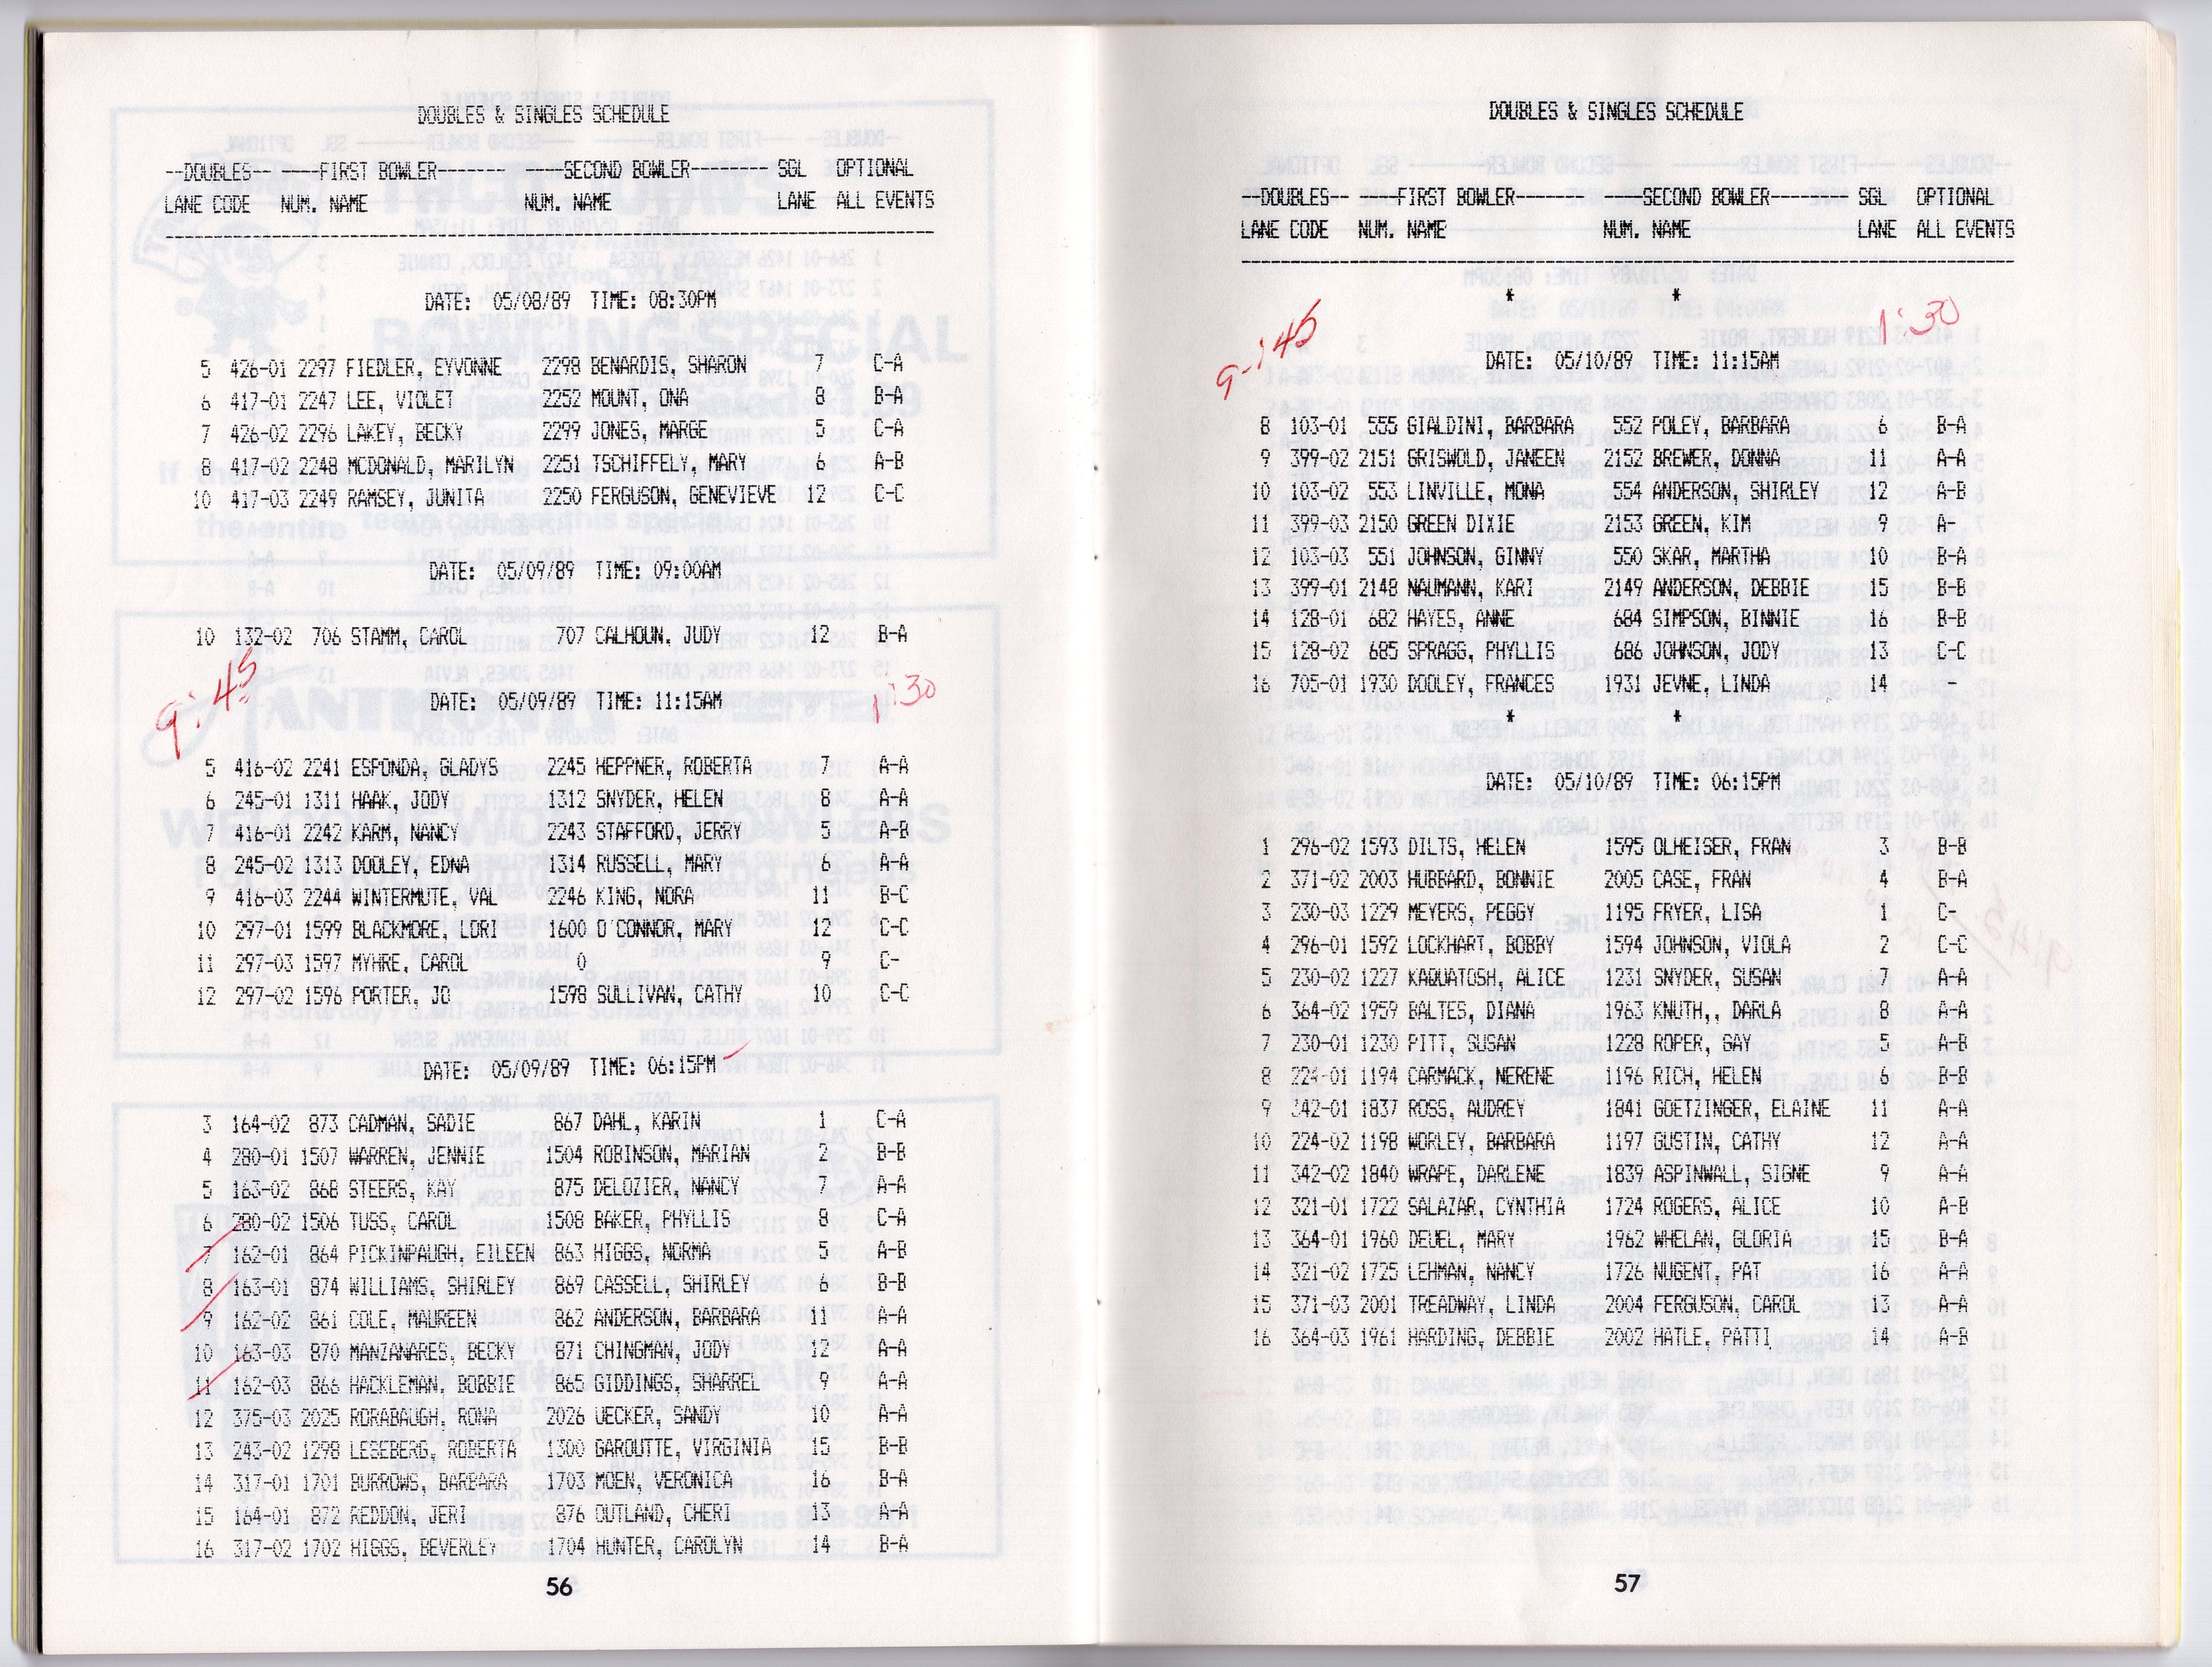 DOUBLES & SINGLES SCHEDULE
--DOUBLES-- ----FIRST BOWLER------- ----SECOND BOWLER-------- SGL OPTIONAL
LANE CODE NUM. NAME NUM. NAME LANE ALL EVENTS
DATE: 05/08/89 TIME: 08:30PM
5 426-01 2297 FIEDLER, EYVONNE 2298 BENARDIS, SHARON 7 C-A
6 417-01 2247 LEE, VIOLET 2252 MOUNT, ONA 8 B-A
7 426-02 2296 LAKEY, BECKY 2299 JONES, MARGE 5 C-A
8 417-02 2248 MCDONALD, MARILYN 2251 TSCHIFFELY, MARY 6 A-B
10 417-03 2249 RAMSEY, JUNITA 2250 FERGUSON, GENEVIEVE 12 C-C
DATE: 05/09/89 TIME: 09:00AM
10 132-02 706 STAMM, CAROL 707 CALHOUN, JUDY 12 B-A
9:45
DATE: 05/09/89 TIME: 11:15AM
1:30
5 416-02 2241 ESPONDA, GLADYS 2245 HEPPNER, ROBERTA 7 A-A
6 245-01 1311 HAAK, JODY 1312 SNYDER, HELEN 8 A-A
7 416-01 2242 KARM, NANCY 2243 STAFFORD, JERRY 5 A-B
8 245-02 1313 DOOLEY, EDNA 1314 RUSSELL, MARY 6 A-A
9 416-03 2244 WINTERMUTE, VAL 2246 KING, NORA 11 B-C
10 297-01 1599 BLACKMORE, LORI 1600 O'CONNOR, MARY 12 C-C
11 297-03 1597 MYHRE, CAROL 0 9 C-
12 297-02 1596 PORTER, JO 1598 SULLIVAN, CATHY 10 C-C
DATE: 05/09/89 TIME: 06:15PM
3 164-02 873 CADMAN, SADIE 867 DAHL, KARIN 1 C-A
4 280-01 1507 WARREN, JENNIE 1504 ROBINSON, MARIAN 2 B-B
5 163-02 868 STEERS, KAY 875 DELOZIER, NANCY 7 A-A
6 280-02 1506 TUSS, CAROL 1508 BAKER, PHYLLIS 8 C-A
7 162-01 864 PICKINPAUGH, EILEEN 863 HIGGS, NORMA 5 A-B
8 163-01 874 WILLIAMS, SHIRLEY 869 CASSELL, SHIRLEY 6 B-B
9 162-02 861 COLE, MAUREEN 862 ANDERSON, BARBARA 11 A-A
10 163-03 870 MANZANARES, BECKY 871 CHINGMAN, JODY 12 A-A
11 162-03 866 HACKLEMAN, BOBBIE 865 GIDDINGS, SHARREL 9 A-A
12 375-03 2025 RORABAUGH, RONA 2026 UECKER, SANDY 10 A-A
13 243-02 1298 LEGEBERG, ROBERTA 1300 GAROUTTE, VIRGINIA 15 B-B
14 317-01 1701 BURROWS, BARBARA 1703 MOEN, VERONICA 16 B-A
15 164-01 872 REDDON, JERI 876 OUTLAND, CHERI 13 A-A
16 317-02 1702 HIGGS, BEVERLEY 1704 HUNTER, CAROLYN 14 B-A
56
DOUBLES & SINGLES SCHEDULE
--DOUBLES-- ----FIRST BOWLER------- ----SECOND BOWLER-------- SGL OPTIONAL
LANE CODE NUM. NAME NUM. NAME LANE ALL EVENTS
* *
9:45
1:30
DATE: 05/10/89 TIME: 11:15AM
8 103-01 555 GIALDINI, BARBARA 552 POLEY, BARBARA 6 B-A
9 399-02 2151 GRISWOLD, JANEEN 2152 BREWER, DONNA 11 A-A
10 103-02 553 LINVILLE, MONA 554 ANDERSON, SHIRLEY 12 A-B
11 399-03 2150 GREEN DIXIE 2153 GREEN, KIM 9 A-
12 103-03 551 JOHNSON, GINNY 550 SKAR, MARTHA 10 B-A
13 399-01 2148 NAUMANN, KARI 2149 ANDERSON, DEBBIE 15 B-B
14 128-01 682 HAYES, ANNE 684 SIMPSON, BINNIE 16 B-B
15 128-02 685 SPRAGG, PHYLLIS 686 JOHNSON, JODY 13 C-C
16 705-01 1930 DOOLEY, FRANCES 1931 JEVNE, LINDA 14 -
* *
DATE: 05/10/89 TIME: 06:15PM
1 296-02 1593 DILTS, HELEN 1595 OLHEISER, FRAN 3 B-B
2 371-02 2003 HUBBARD, BONNIE 2005 CASE, FRAN 4 B-A
3 230-03 1229 MEYERS, PEGGY 1195 FRYER, LISA 1 C-
4 296-01 1592 LOCKHART, BOBBY 1594 JOHNSON, VIOLA 2 C-C
5 230-02 1227 KAQUATOSH, ALICE 1231 SNYDER, SUSAN 7 A-A
6 364-02 1959 BALTES, DIANA 1963 KNUTH,, DARLA 8 A-A
7 230-01 1230 PITT, SUSAN 1228 ROPER, GAY 5 A-B
8 224-01 1194 CARMACK, NERENE 1196 RICH, HELEN 6 B-B
9 342-01 1837 ROSS, AUDREY 1841 GOETZINGER, ELAINE 11 A-A
10 224-02 1198 WORLEY, BARBARA 1197 GUSTIN, CATHY 12 A-A
11 342-02 1840 WRAPE, DARLENE 1839 ASPINWALL, SIGNE 9 A-A
12 321-01 1722 SALAZAR, CYNTHIA 1724 ROGERS, ALICE 10 A-B
13 364-01 1960 DEUEL, MARY 1962 WHELAN, GLORIA 15 B-A
14 321-02 1725 LEHMAN, NANCY 1726 NUGENT, PAT 16 A-A
15 371-03 2001 TREADWAY, LINDA 2004 FERGUSON, CAROL 13 A-A
16 364-03 1961 HARDING, DEBBIE 2002 HATLE, PATTI 14 A-B
57